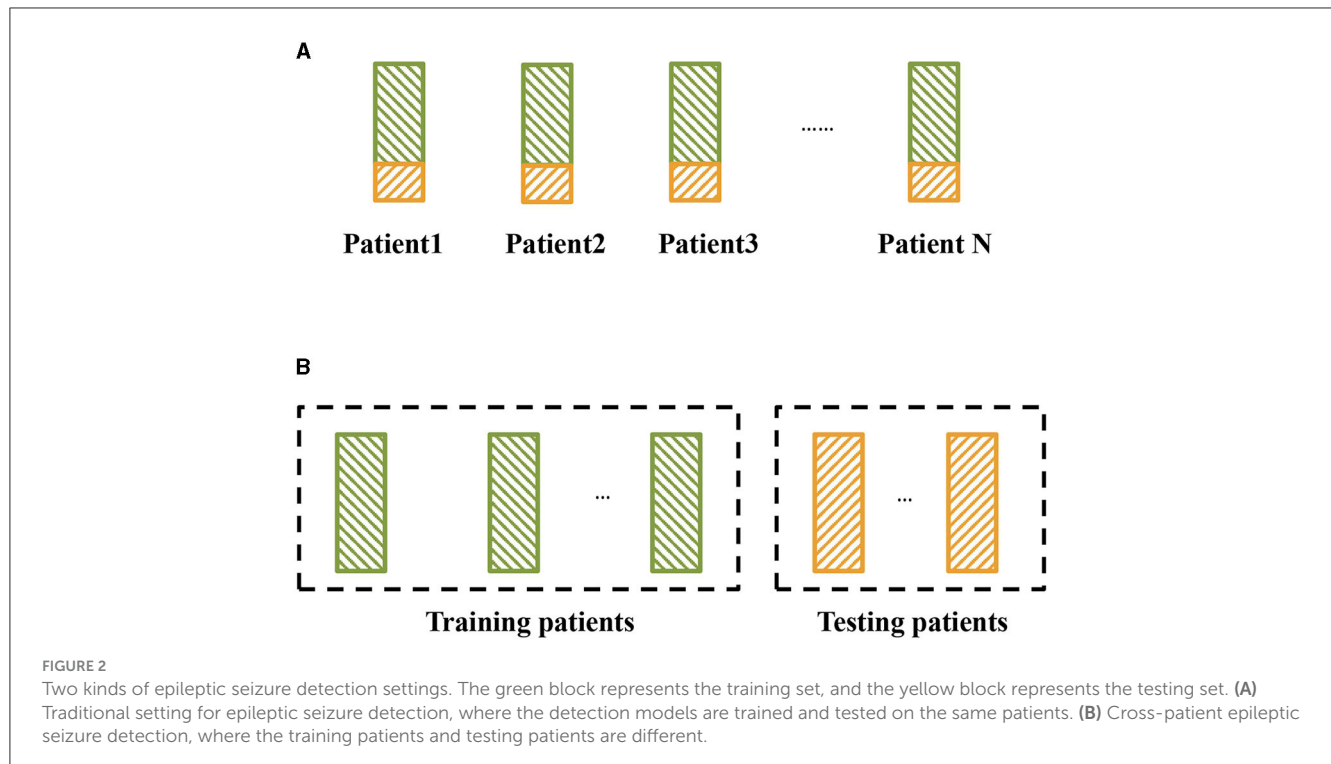 A
......
Patient1 Patient2 Patient3 Patient N
B
... ...
Training patients Testing patients
FIGURE 2
Two kinds of epileptic seizure detection settings. The green block represents the training set, and the yellow block represents the testing set. (A)
Traditional setting for epileptic seizure detection, where the detection models are trained and tested on the same patients. (B) Cross-patient epileptic
seizure detection, where the training patients and testing patients are different.